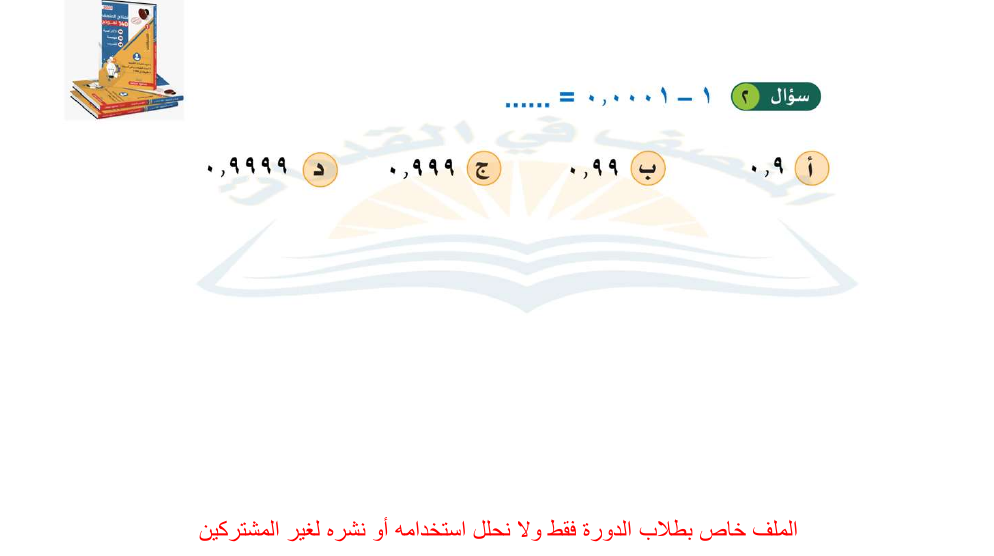 سؤال ٢ ١ – ٠,٠٠٠١ = ......
أ ٠,٩ ب ٠,٩٩ ج ٠,٩٩٩ د ٠,٩٩٩٩
الملف خاص بطلاب الدورة فقط ولا نحلل استخدامه أو نشره لغير المشتركين